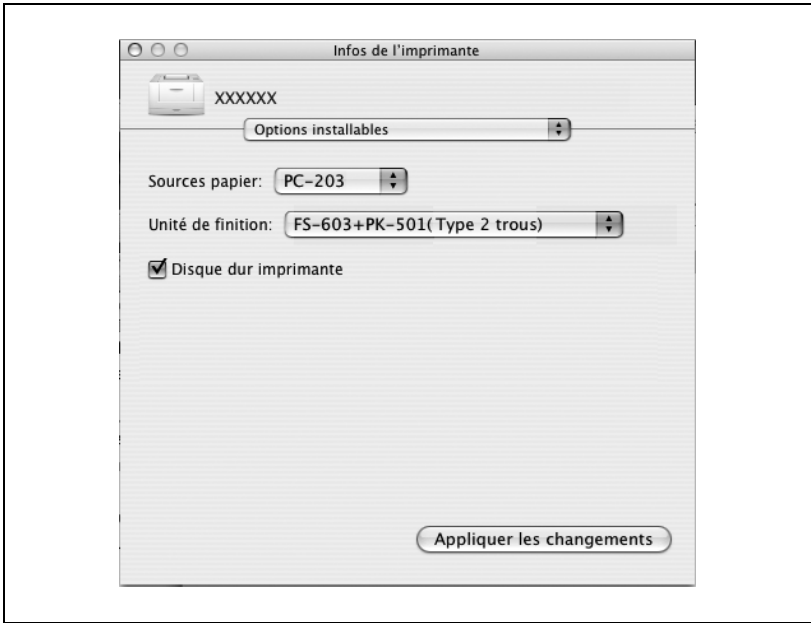 Infos de l'imprimante
XXXXXX
Options installables
Sources papier: PC-203
Unité de finition: FS-603+PK-501(Type 2 trous)
Disque dur imprimante
Appliquer les changements